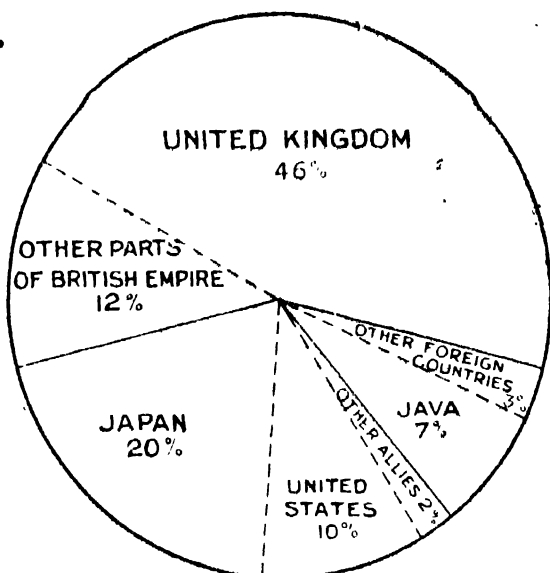 UNITED KINGDOM
46%
OTHER PARTS
OF BRITISH EMPIRE
12%
OTHER FOREIGN
COUNTRIES
3%
JAVA
7%
OTHER ALLIES 2%
JAPAN
20%
UNITED
STATES
10%